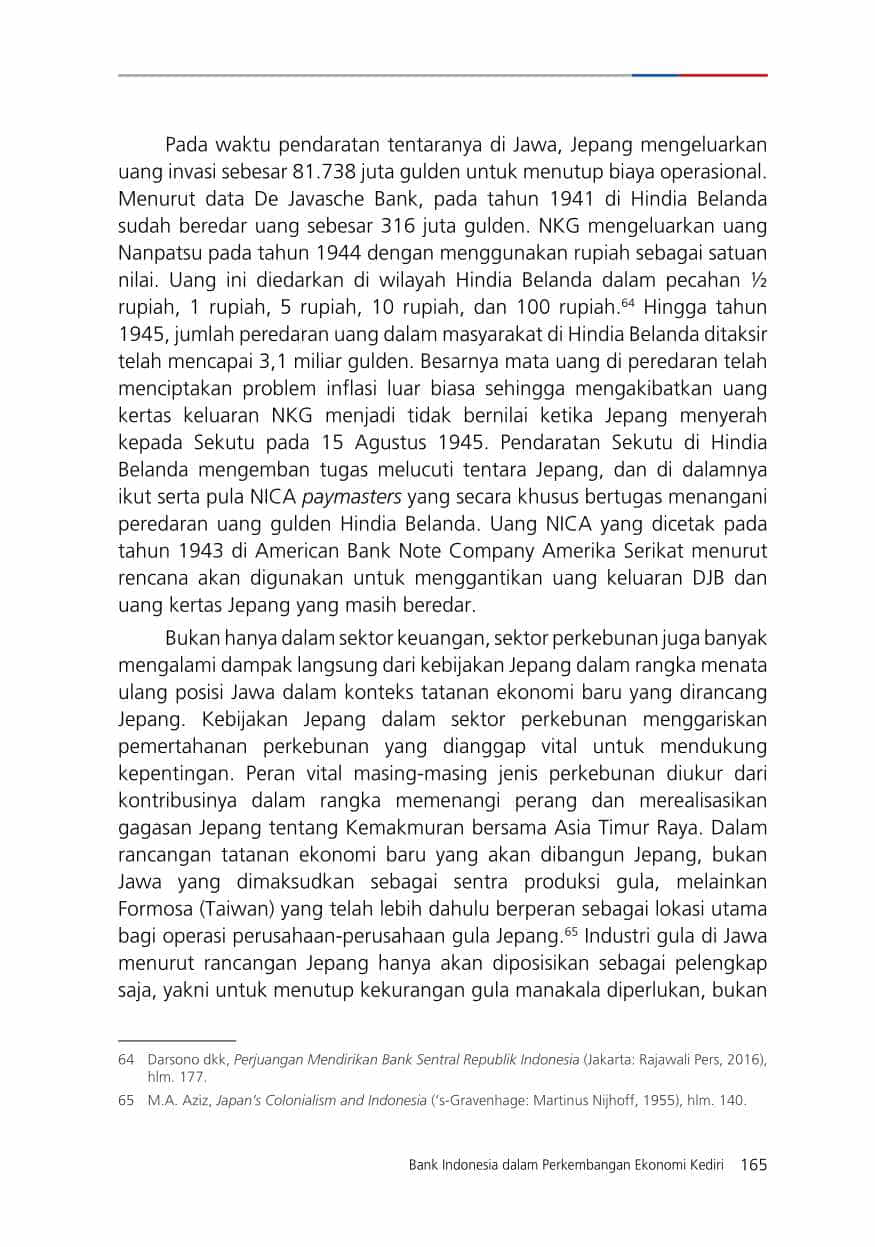 Pada waktu pendaratan tentaranya di Jawa, Jepang mengeluarkan
uang invasi sebesar 81.738 juta gulden untuk menutup biaya operasional.
Menurut data De Javasche Bank, pada tahun 1941 di Hindia Belanda
sudah beredar uang sebesar 316 juta gulden. NKG mengeluarkan uang
Nanpatsu pada tahun 1944 dengan menggunakan rupiah sebagai satuan
nilai. Uang ini diedarkan di wilayah Hindia Belanda dalam pecahan ½
rupiah, 1 rupiah, 5 rupiah, 10 rupiah, dan 100 rupiah.⁶⁴ Hingga tahun
1945, jumlah peredaran uang dalam masyarakat di Hindia Belanda ditaksir
telah mencapai 3,1 miliar gulden. Besarnya mata uang di peredaran telah
menciptakan problem inflasi luar biasa sehingga mengakibatkan uang
kertas keluaran NKG menjadi tidak bernilai ketika Jepang menyerah
kepada Sekutu pada 15 Agustus 1945. Pendaratan Sekutu di Hindia
Belanda mengemban tugas melucuti tentara Jepang, dan di dalamnya
ikut serta pula NICA paymasters yang secara khusus bertugas menangani
peredaran uang gulden Hindia Belanda. Uang NICA yang dicetak pada
tahun 1943 di American Bank Note Company Amerika Serikat menurut
rencana akan digunakan untuk menggantikan uang keluaran DJB dan
uang kertas Jepang yang masih beredar.
Bukan hanya dalam sektor keuangan, sektor perkebunan juga banyak
mengalami dampak langsung dari kebijakan Jepang dalam rangka menata
ulang posisi Jawa dalam konteks tatanan ekonomi baru yang dirancang
Jepang. Kebijakan Jepang dalam sektor perkebunan menggariskan
pemertahanan perkebunan yang dianggap vital untuk mendukung
kepentingan. Peran vital masing-masing jenis perkebunan diukur dari
kontribusinya dalam rangka memenangi perang dan merealisasikan
gagasan Jepang tentang Kemakmuran bersama Asia Timur Raya. Dalam
rancangan tatanan ekonomi baru yang akan dibangun Jepang, bukan
Jawa yang dimaksudkan sebagai sentra produksi gula, melainkan
Formosa (Taiwan) yang telah lebih dahulu berperan sebagai lokasi utama
bagi operasi perusahaan-perusahaan gula Jepang.⁶⁵ Industri gula di Jawa
menurut rancangan Jepang hanya akan diposisikan sebagai pelengkap
saja, yakni untuk menutup kekurangan gula manakala diperlukan, bukan
64 Darsono dkk, Perjuangan Mendirikan Bank Sentral Republik Indonesia (Jakarta: Rajawali Pers, 2016),
hlm. 177.
65 M.A. Aziz, Japan's Colonialism and Indonesia ('s-Gravenhage: Martinus Nijhoff, 1955), hlm. 140.
Bank Indonesia dalam Perkembangan Ekonomi Kediri 165